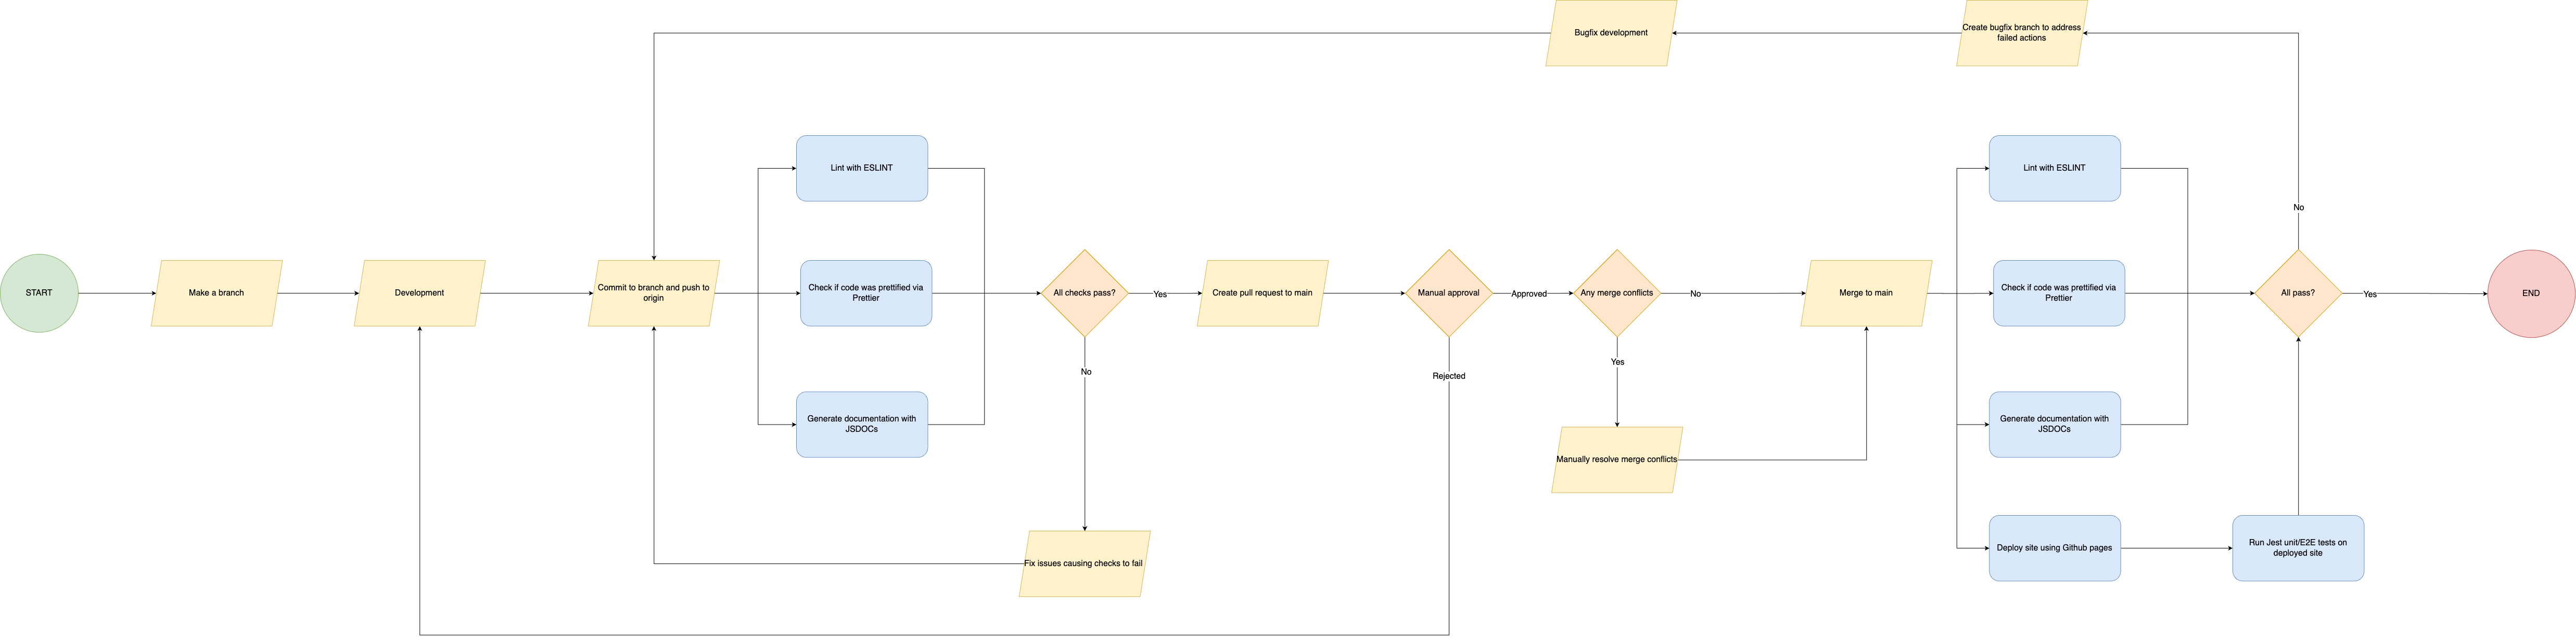 Bugfix development
Create bugfix branch to address
failed actions
No
Lint with ESLINT
Lint with ESLINT
START
Make a branch
Development
Commit to branch and push to
origin
Check if code was prettified via
Prettier
All checks pass?
Yes
Create pull request to main
Manual approval
Approved
Any merge conflicts
No
Merge to main
Check if code was prettified via
Prettier
All pass?
Yes
END
No
Rejected
Yes
Generate documentation with
JSDOCs
Manually resolve merge conflicts
Generate documentation with
JSDOCs
Fix issues causing checks to fail
Deploy site using Github pages
Run Jest unit/E2E tests on
deployed site